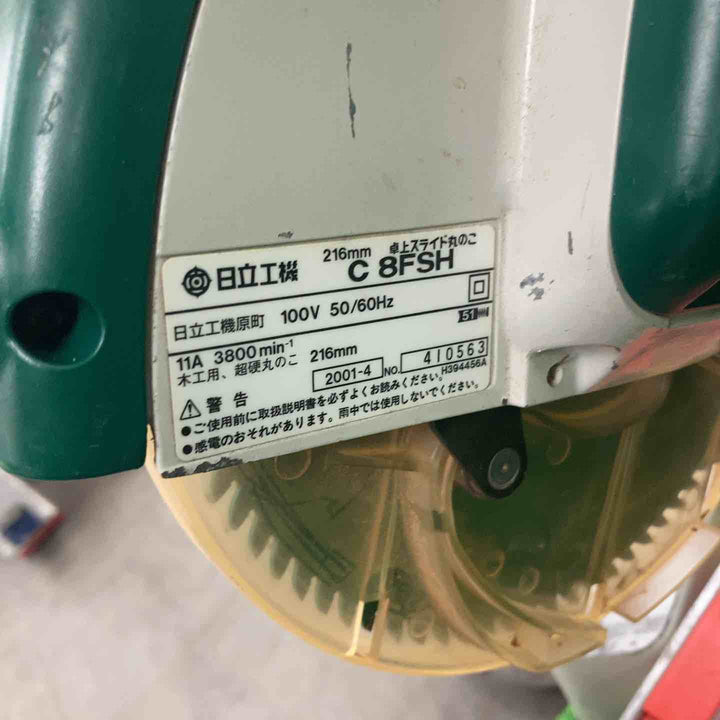 日立工機 216mm 卓上スライド丸のこ
C 8FSH
日立工機原町 100V 50/60Hz
11A 3800min⁻¹
木工用、超硬丸のこ 216mm
51
2001-4 NO. 410563
H394456A
⚠ 警告
●ご使用前に取扱説明書を必ずよくお読みください。
●感電のおそれがあります。雨中では使用しないでください。